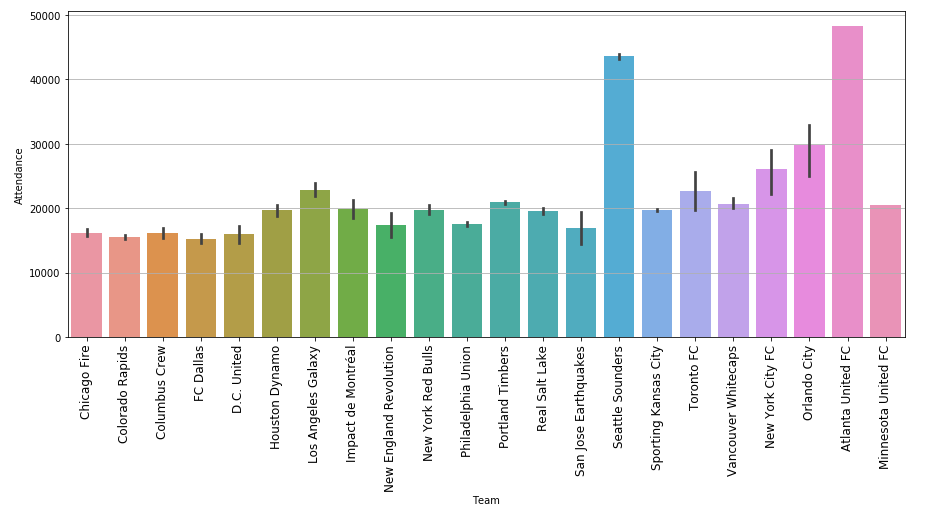 50000
40000
30000
20000
10000
0
Attendance
Chicago Fire
Colorado Rapids
Columbus Crew
FC Dallas
D.C. United
Houston Dynamo
Los Angeles Galaxy
Impact de Montréal
New England Revolution
New York Red Bulls
Philadelphia Union
Portland Timbers
Real Salt Lake
San Jose Earthquakes
Seattle Sounders
Sporting Kansas City
Toronto FC
Vancouver Whitecaps
New York City FC
Orlando City
Atlanta United FC
Minnesota United FC
Team